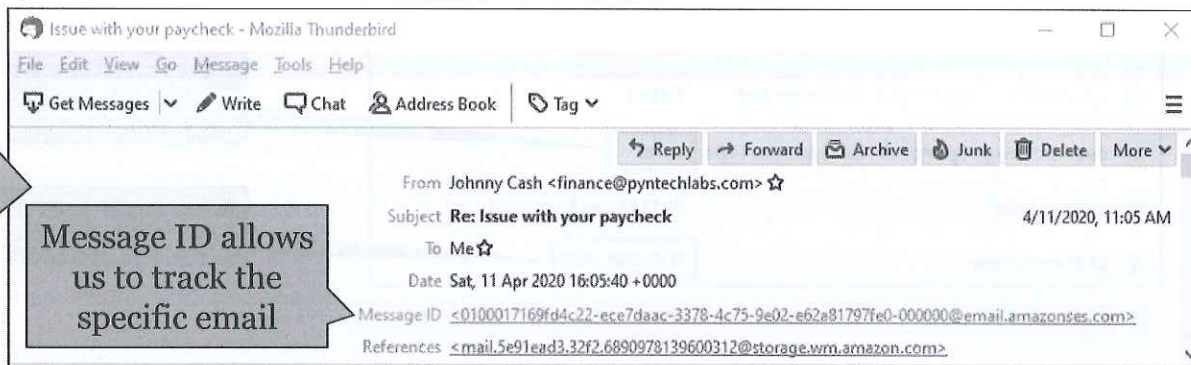 Issue with your paycheck - Mozilla Thunderbird
File Edit View Go Message Tools Help
Get Messages Write Chat Address Book Tag
Reply Forward Archive Junk Delete More
From Johnny Cash <finance@pyntechlabs.com>
Subject Re: Issue with your paycheck 4/11/2020, 11:05 AM
To Me
Date Sat, 11 Apr 2020 16:05:40 +0000
Message ID allows
us to track the
specific email
Message ID <0100017169fd4c22-ece7daac-3378-4c75-9e02-e62a81797fe0-000000@email.amazonses.com>
References <mail.5e91ead3.32f2.6890978139600312@storage.wm.amazon.com>